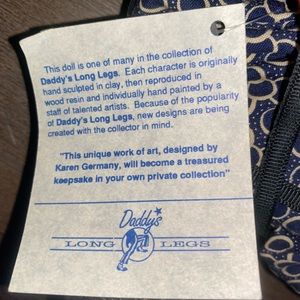 This doll is one of many in the collection of
Daddy's Long Legs. Each character is originally
hand sculpted in clay, then reproduced in
wood resin and individually hand painted by a
staff of talented artists. Because of the popularity
of Daddy's Long Legs, new designs are being
created with the collector in mind.
"This unique work of art, designed by
Karen Germany, will become a treasured
keepsake in your own private collection"
Daddy's
LONG LEGS